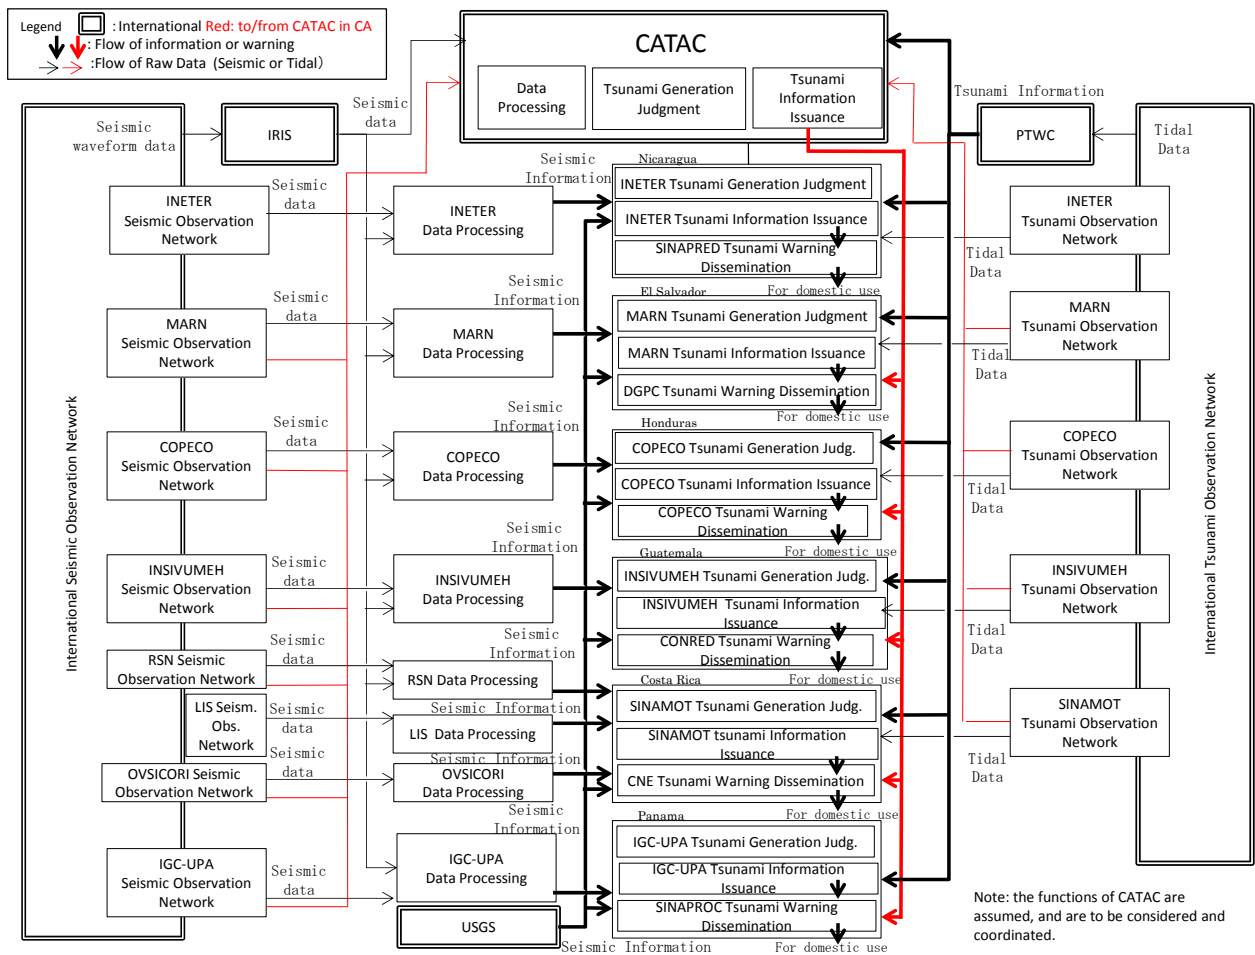 Legend
: International Red: to/from CATAC in CA
: Flow of information or warning
:Flow of Raw Data (Seismic or Tidal)
CATAC
Data
Processing
Tsunami Generation
Judgment
Tsunami
Information
Issuance
Seismic
data
Seismic
waveform data
IRIS
Tsunami Information
PTWC
Tidal
Data
International Seismic Observation Network
International Tsunami Observation Network
INETER
Seismic Observation
Network
Seismic
data
INETER
Data Processing
Seismic
Information
Nicaragua
INETER Tsunami Generation Judgment
INETER Tsunami Information Issuance
SINAPRED Tsunami Warning
Dissemination
For domestic use
INETER
Tsunami Observation
Network
Tidal
Data
MARN
Seismic Observation
Network
Seismic
data
MARN
Data Processing
Seismic
Information
El Salvador
MARN Tsunami Generation Judgment
MARN Tsunami Information Issuance
DGPC Tsunami Warning Dissemination
For domestic use
MARN
Tsunami Observation
Network
Tidal
Data
COPECO
Seismic Observation
Network
Seismic
data
COPECO
Data Processing
Seismic
Information
Honduras
COPECO Tsunami Generation Judg.
COPECO Tsunami Information Issuance
COPECO Tsunami Warning
Dissemination
For domestic use
COPECO
Tsunami Observation
Network
Tidal
Data
INSIVUMEH
Seismic Observation
Network
Seismic
data
INSIVUMEH
Data Processing
Seismic
Information
Guatemala
INSIVUMEH Tsunami Generation Judg.
INSIVUMEH Tsunami Information
Issuance
CONRED Tsunami Warning
Dissemination
For domestic use
INSIVUMEH
Tsunami Observation
Network
Tidal
Data
RSN Seismic
Observation Network
Seismic
data
RSN Data Processing
Seismic
Information
LIS Seism.
Obs.
Network
Seismic
data
LIS Data Processing
Seismic Information
OVSICORI Seismic
Observation Network
Seismic
data
OVSICORI
Data Processing
Seismic Information
Costa Rica
SINAMOT Tsunami Generation Judg.
SINAMOT tsunami Information
Issuance
CNE Tsunami Warning Dissemination
For domestic use
SINAMOT
Tsunami Observation
Network
Tidal
Data
IGC-UPA
Seismic Observation
Network
Seismic
data
IGC-UPA
Data Processing
Seismic
Information
Panama
IGC-UPA Tsunami Generation Judg.
IGC-UPA Tsunami Information
Issuance
SINAPROC Tsunami Warning
Dissemination
For domestic use
USGS
Seismic Information
Note: the functions of CATAC are
assumed, and are to be considered and
coordinated.